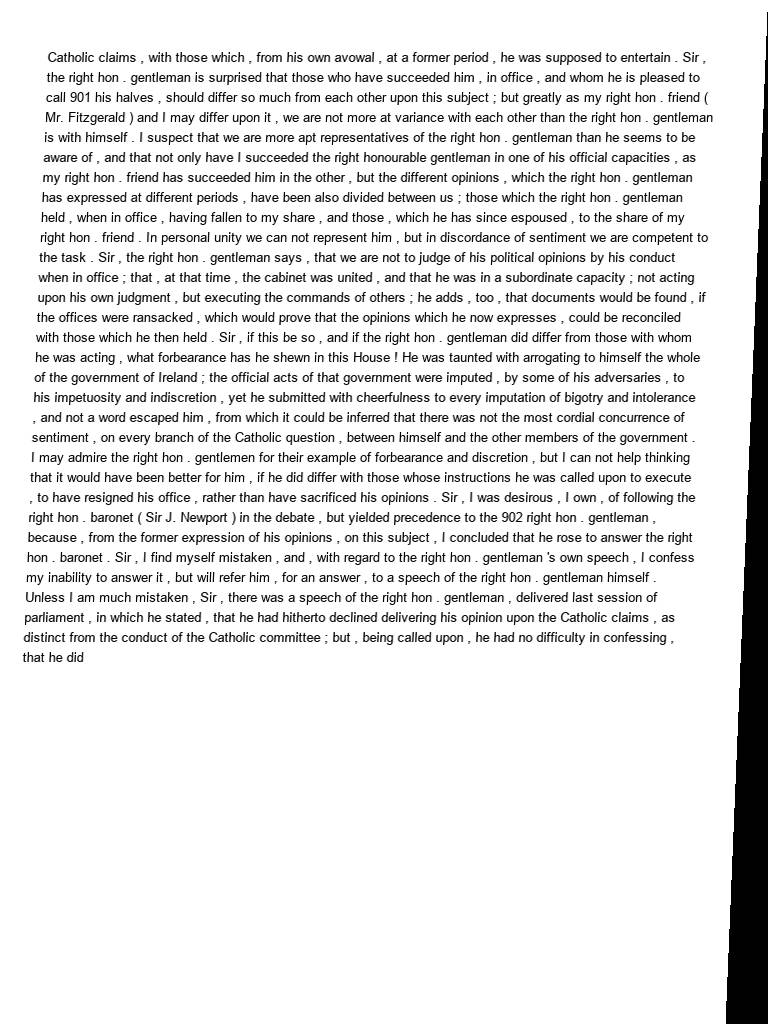 Catholic claims , with those which , from his own avowal , at a former period , he was supposed to entertain . Sir ,
the right hon . gentleman is surprised that those who have succeeded him , in office , and whom he is pleased to
call 901 his halves , should differ so much from each other upon this subject ; but greatly as my right hon . friend (
Mr. Fitzgerald ) and I may differ upon it , we are not more at variance with each other than the right hon . gentleman
is with himself . I suspect that we are more apt representatives of the right hon . gentleman than he seems to be
aware of , and that not only have I succeeded the right honourable gentleman in one of his official capacities , as
my right hon . friend has succeeded him in the other , but the different opinions , which the right hon . gentleman
has expressed at different periods , have been also divided between us ; those which the right hon . gentleman
held , when in office , having fallen to my share , and those , which he has since espoused , to the share of my
right hon . friend . In personal unity we can not represent him , but in discordance of sentiment we are competent to
the task . Sir , the right hon . gentleman says , that we are not to judge of his political opinions by his conduct
when in office ; that , at that time , the cabinet was united , and that he was in a subordinate capacity ; not acting
upon his own judgment , but executing the commands of others ; he adds , too , that documents would be found , if
the offices were ransacked , which would prove that the opinions which he now expresses , could be reconciled
with those which he then held . Sir , if this be so , and if the right hon . gentleman did differ from those with whom
he was acting , what forbearance has he shewn in this House ! He was taunted with arrogating to himself the whole
of the government of Ireland ; the official acts of that government were imputed , by some of his adversaries , to
his impetuosity and indiscretion , yet he submitted with cheerfulness to every imputation of bigotry and intolerance
, and not a word escaped him , from which it could be inferred that there was not the most cordial concurrence of
sentiment , on every branch of the Catholic question , between himself and the other members of the government .
I may admire the right hon . gentlemen for their example of forbearance and discretion , but I can not help thinking
that it would have been better for him , if he did differ with those whose instructions he was called upon to execute
, to have resigned his office , rather than have sacrificed his opinions . Sir , I was desirous , I own , of following the
right hon . baronet ( Sir J. Newport ) in the debate , but yielded precedence to the 902 right hon . gentleman ,
because , from the former expression of his opinions , on this subject , I concluded that he rose to answer the right
hon . baronet . Sir , I find myself mistaken , and , with regard to the right hon . gentleman 's own speech , I confess
my inability to answer it , but will refer him , for an answer , to a speech of the right hon . gentleman himself .
Unless I am much mistaken , Sir , there was a speech of the right hon . gentleman , delivered last session of
parliament , in which he stated , that he had hitherto declined delivering his opinion upon the Catholic claims , as
distinct from the conduct of the Catholic committee ; but , being called upon , he had no difficulty in confessing ,
that he did